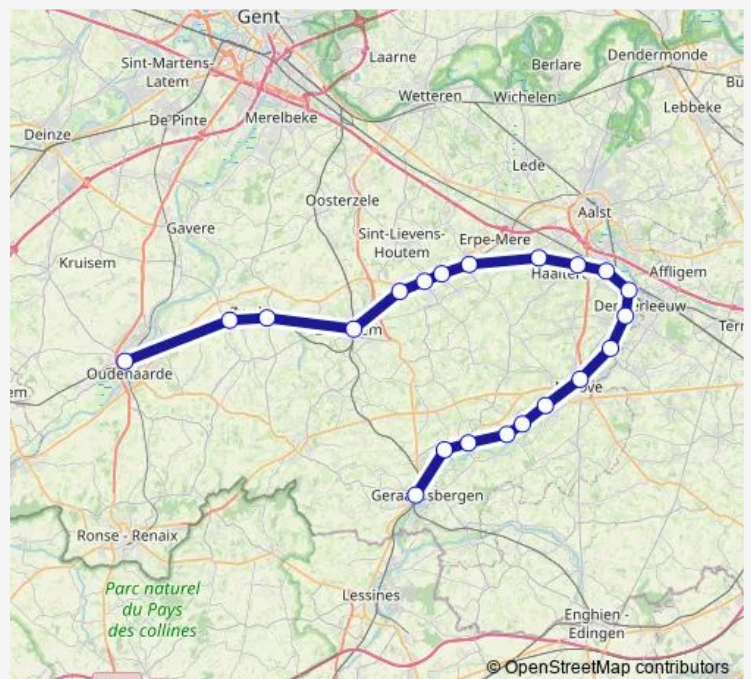 Gent
Sint-Martens-
Latem
Laarne
Berlare
Dendermonde
Wetteren
Wichelen
Lebbeke
De Pinte
Merelbeke
Deinze
Lede
Oosterzele
Aalst
Gavere
Sint-Lievens-
Houtem
Erpe-Mere
Kruisem
Affligem
Oudenaarde
Ronse - Renaix
Parc naturel
du Pays
des collines
Lessines
Enghien -
Edingen
© OpenStreetMap contributors